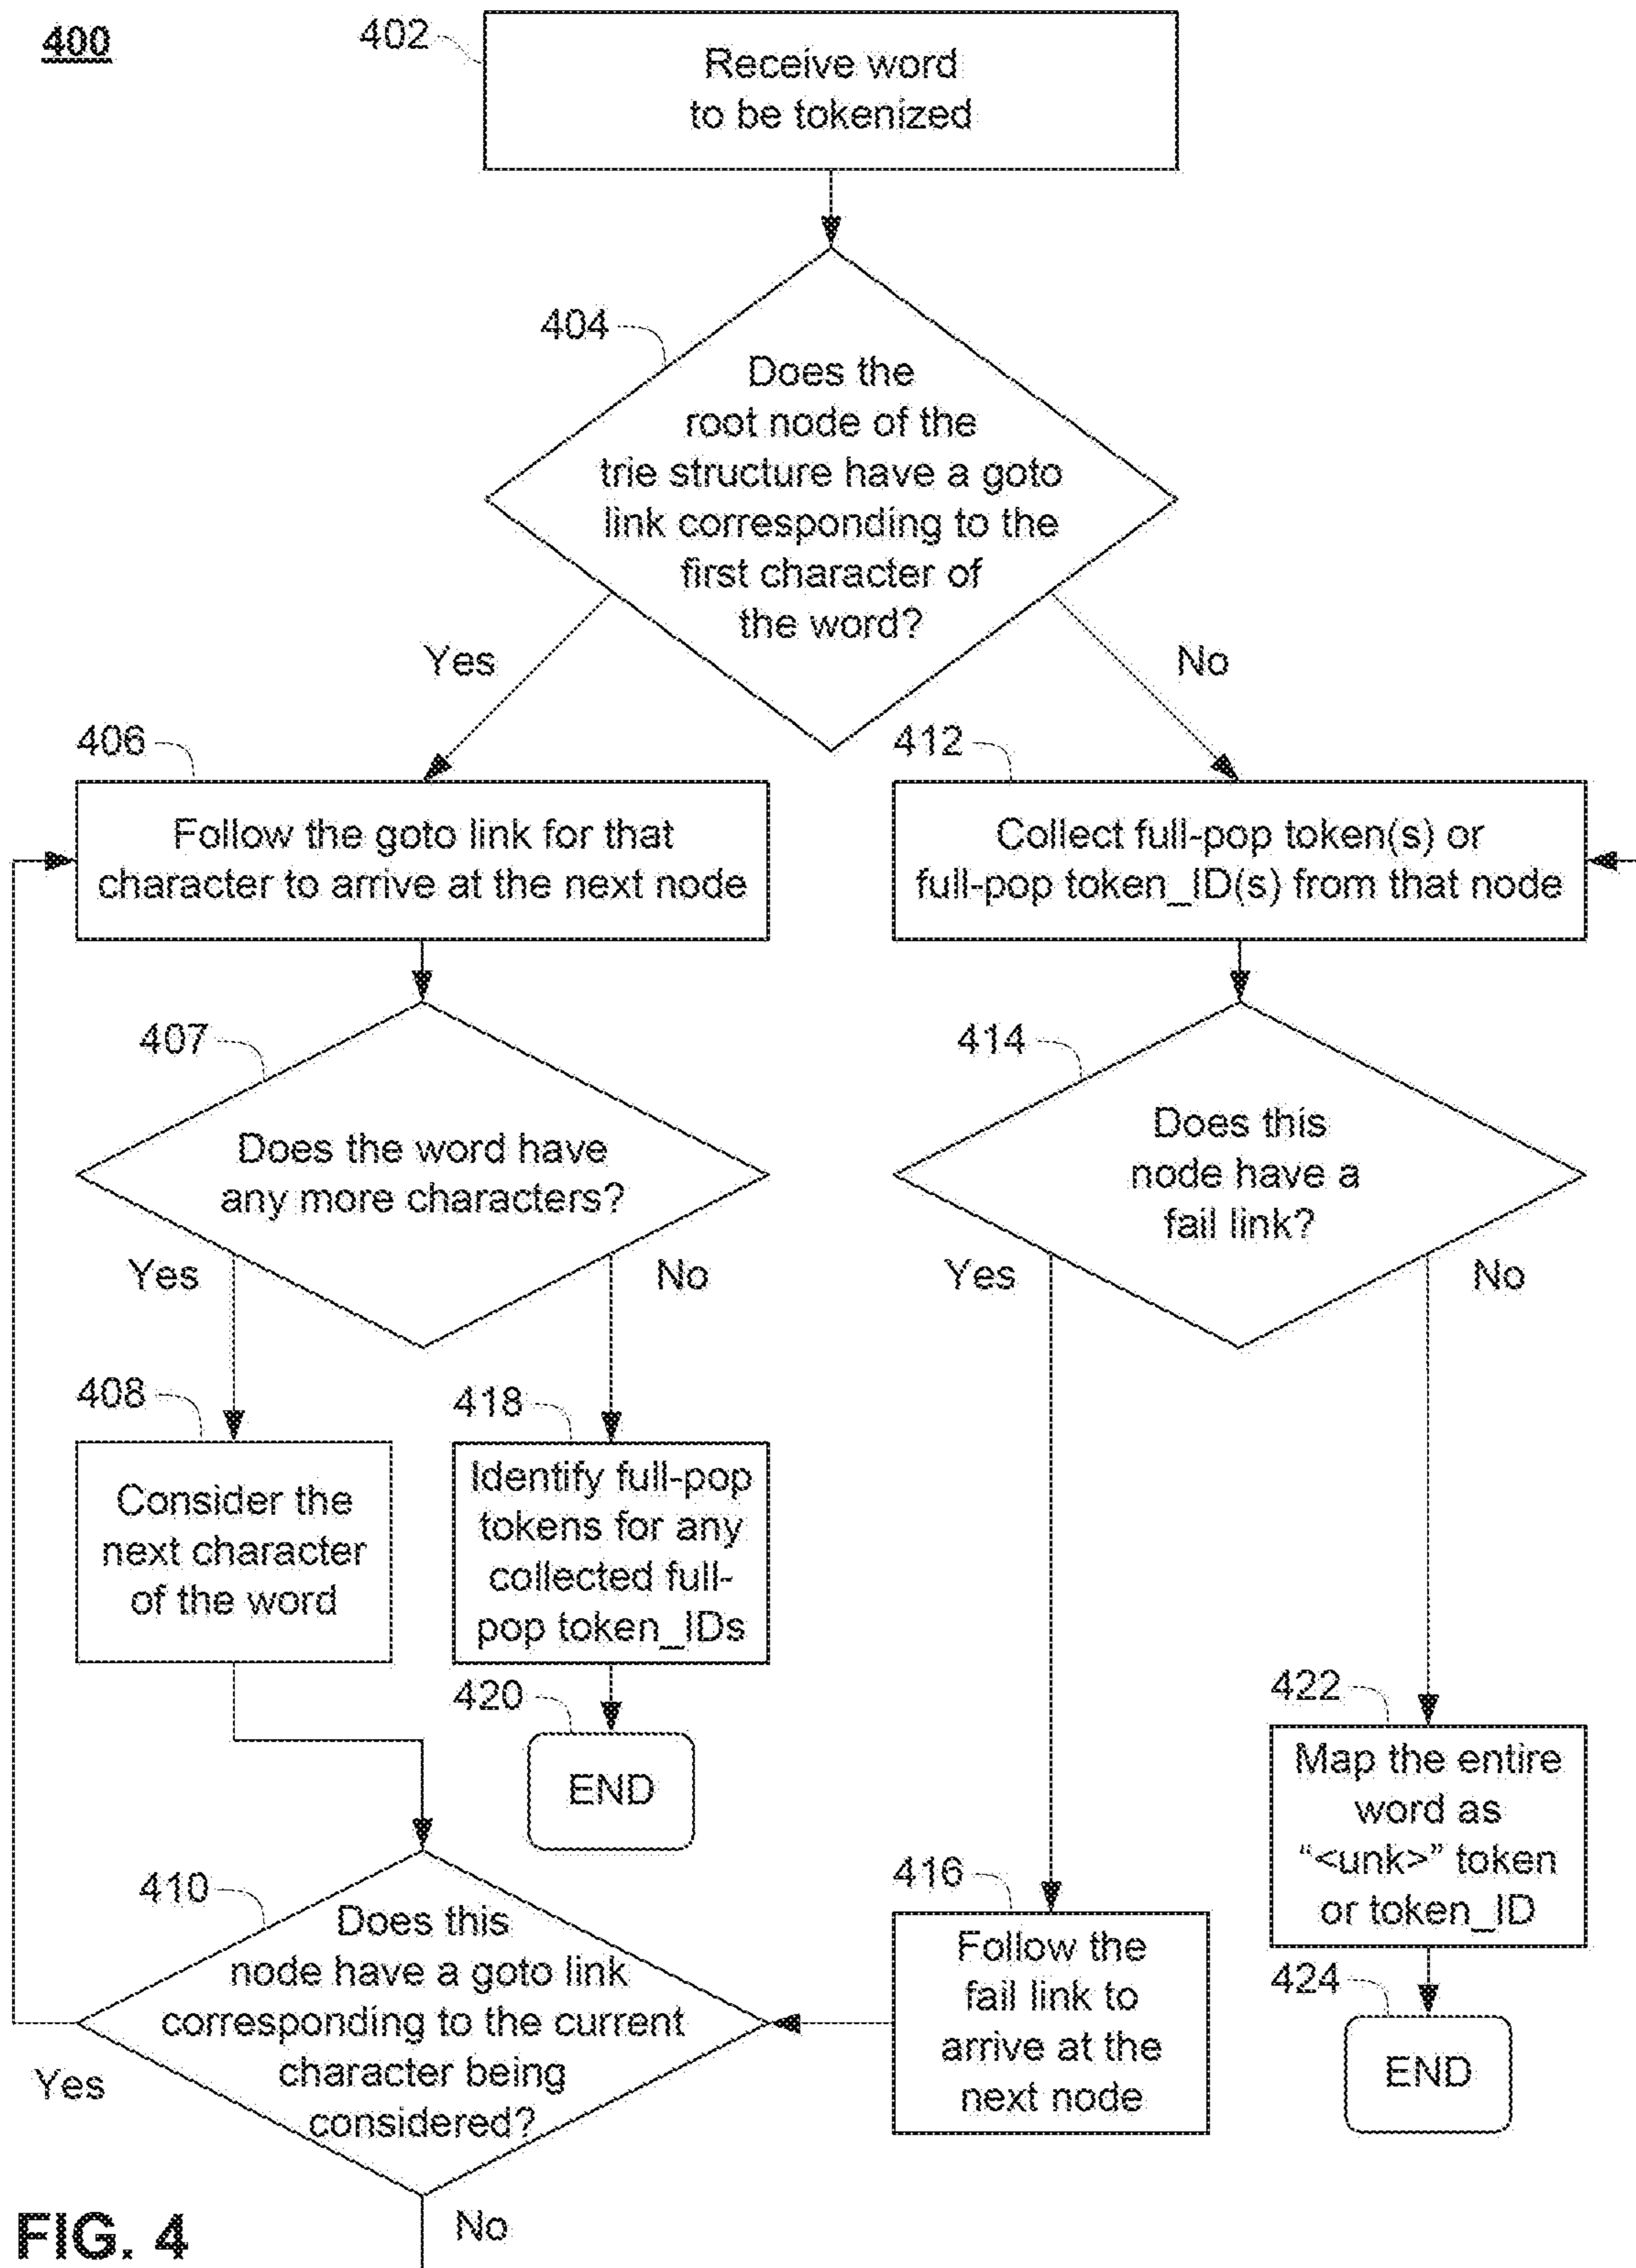 400
402
Receive word
to be tokenized
404
Does the
root node of the
trie structure have a goto
link corresponding to the
first character of
the word?
Yes
No
406
Follow the goto link for that
character to arrive at the next node
412
Collect full-pop token(s) or
full-pop token_ID(s) from that node
407
Does the word have
any more characters?
Yes
No
414
Does this
node have a
fail link?
Yes
No
408
Consider the
next character
of the word
418
Identify full-pop
tokens for any
collected full-
pop token_IDs
420
END
422
Map the entire
word as
“<unk>” token
or token_ID
424
END
410
Does this
node have a goto link
corresponding to the current
character being
considered?
Yes
No
416
Follow the
fail link to
arrive at the
next node
FIG. 4